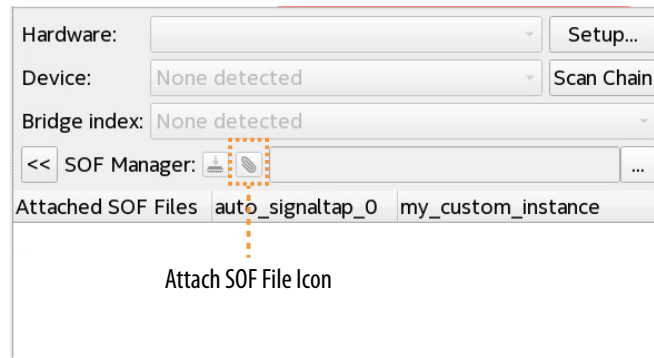 Hardware: Setup...
Device: None detected Scan Chain
Bridge index: None detected
<< SOF Manager: ...
Attached SOF Files auto_signaltap_0 my_custom_instance
Attach SOF File Icon